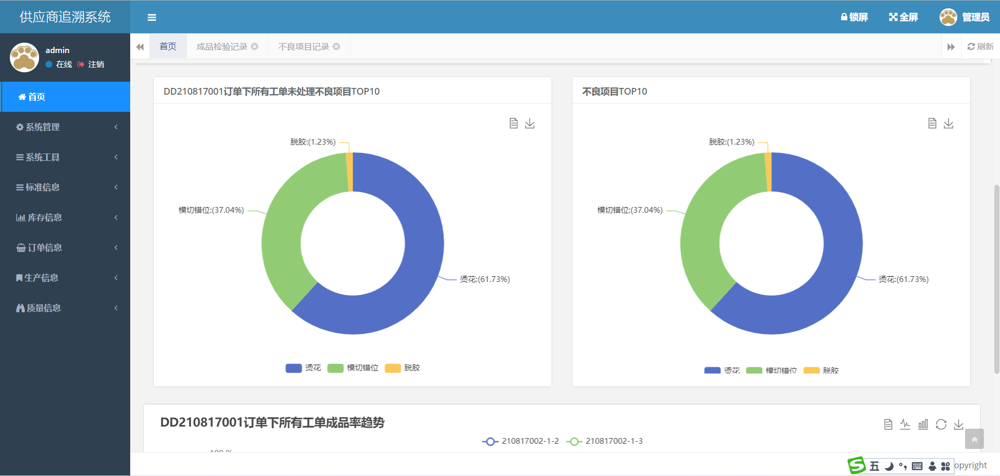 供应商追溯系统
锁屏 全屏 管理员
admin
在线 注销
首页 成品检验记录 不良项目记录 刷新
首页
系统管理
系统工具
标准信息
库存信息
订单信息
生产信息
质量信息
DD210817001订单下所有工单未处理不良项目TOP10
脱胶:(1.23%)
模切错位:(37.04%)
烫花:(61.73%)
烫花 模切错位 脱胶
不良项目TOP10
脱胶:(1.23%)
模切错位:(37.04%)
烫花:(61.73%)
烫花 模切错位 脱胶
DD210817001订单下所有工单成品率趋势
210817002-1-2 210817002-1-3
100 %
五
opyright